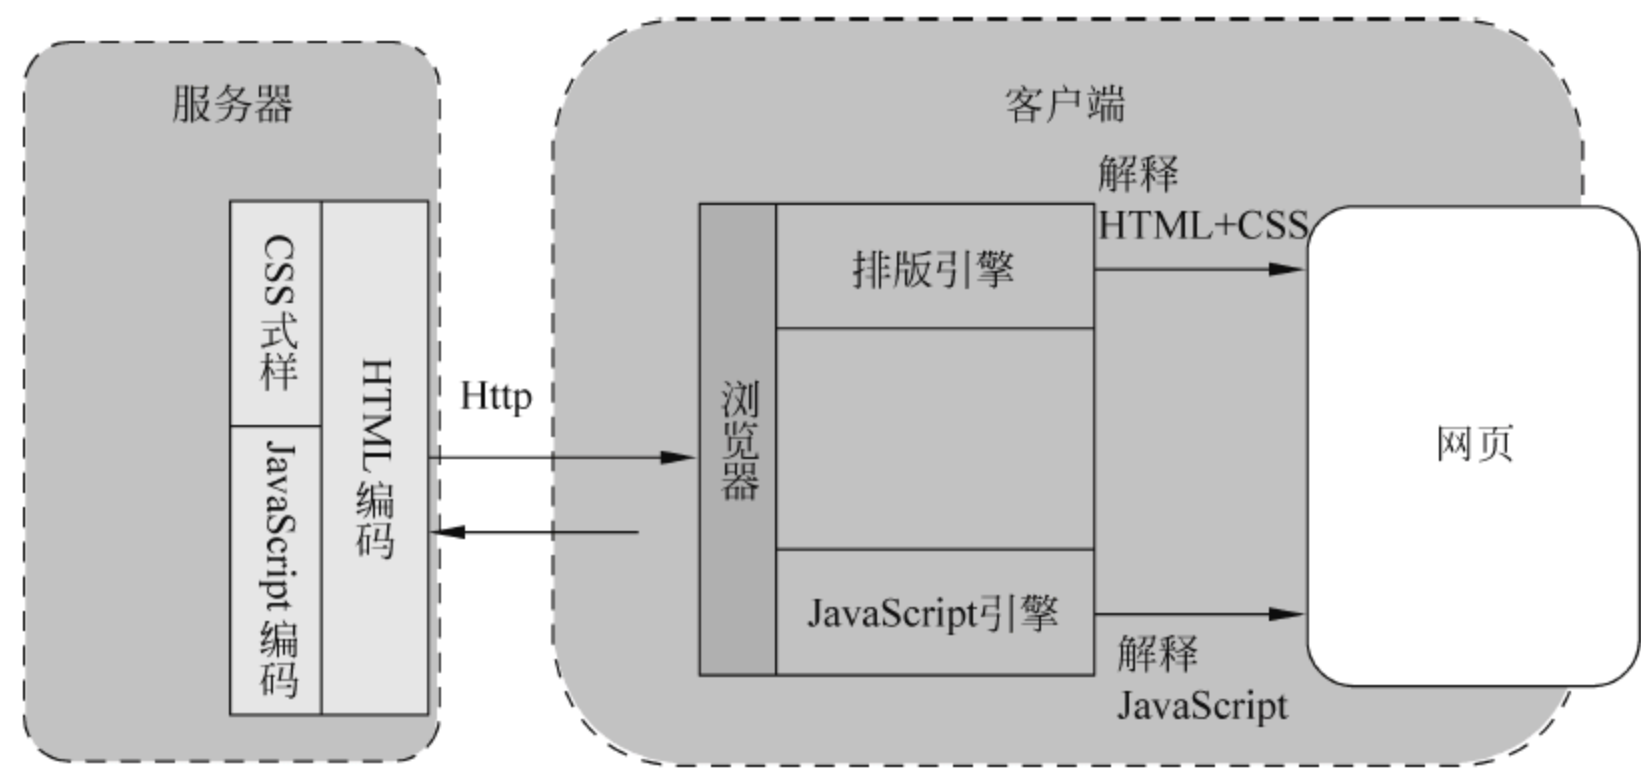 服务器
CSS式样
JavaScript编码
HTML编码
Http
客户端
浏览器
排版引擎
JavaScript引擎
解释
HTML+CSS
解释
JavaScript
网页